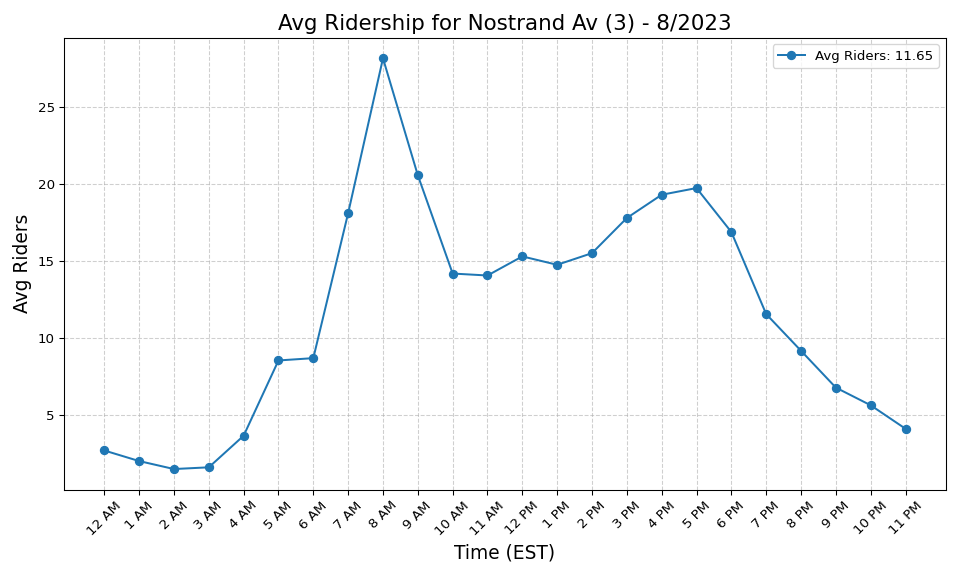 Avg Ridership for Nostrand Av (3) - 8/2023
Avg Riders: 11.65
Avg Riders
25
20
15
10
5
12 AM
1 AM
2 AM
3 AM
4 AM
5 AM
6 AM
7 AM
8 AM
9 AM
10 AM
11 AM
12 PM
1 PM
2 PM
3 PM
4 PM
5 PM
6 PM
7 PM
8 PM
9 PM
10 PM
11 PM
Time (EST)